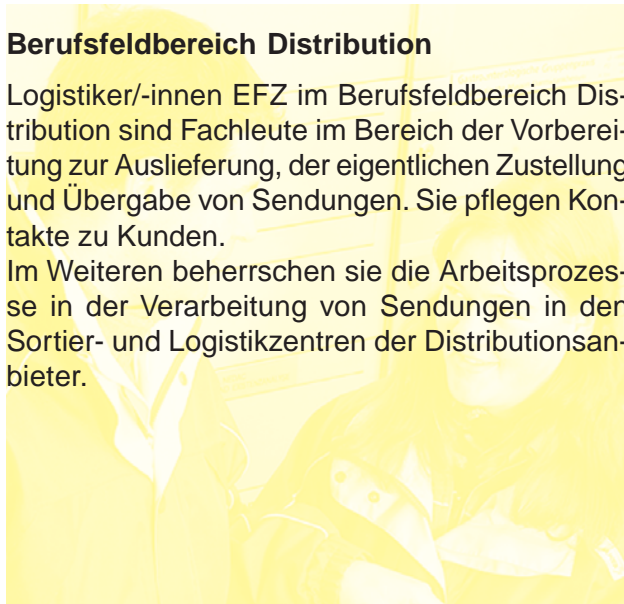 Berufsfeldbereich Distribution
Logistiker/-innen EFZ im Berufsfeldbereich Dis-
tribution sind Fachleute im Bereich der Vorberei-
tung zur Auslieferung, der eigentlichen Zustellung
und Übergabe von Sendungen. Sie pflegen Kon-
takte zu Kunden.
Im Weiteren beherrschen sie die Arbeitsprozes-
se in der Verarbeitung von Sendungen in den
Sortier- und Logistikzentren der Distributionsan-
bieter.